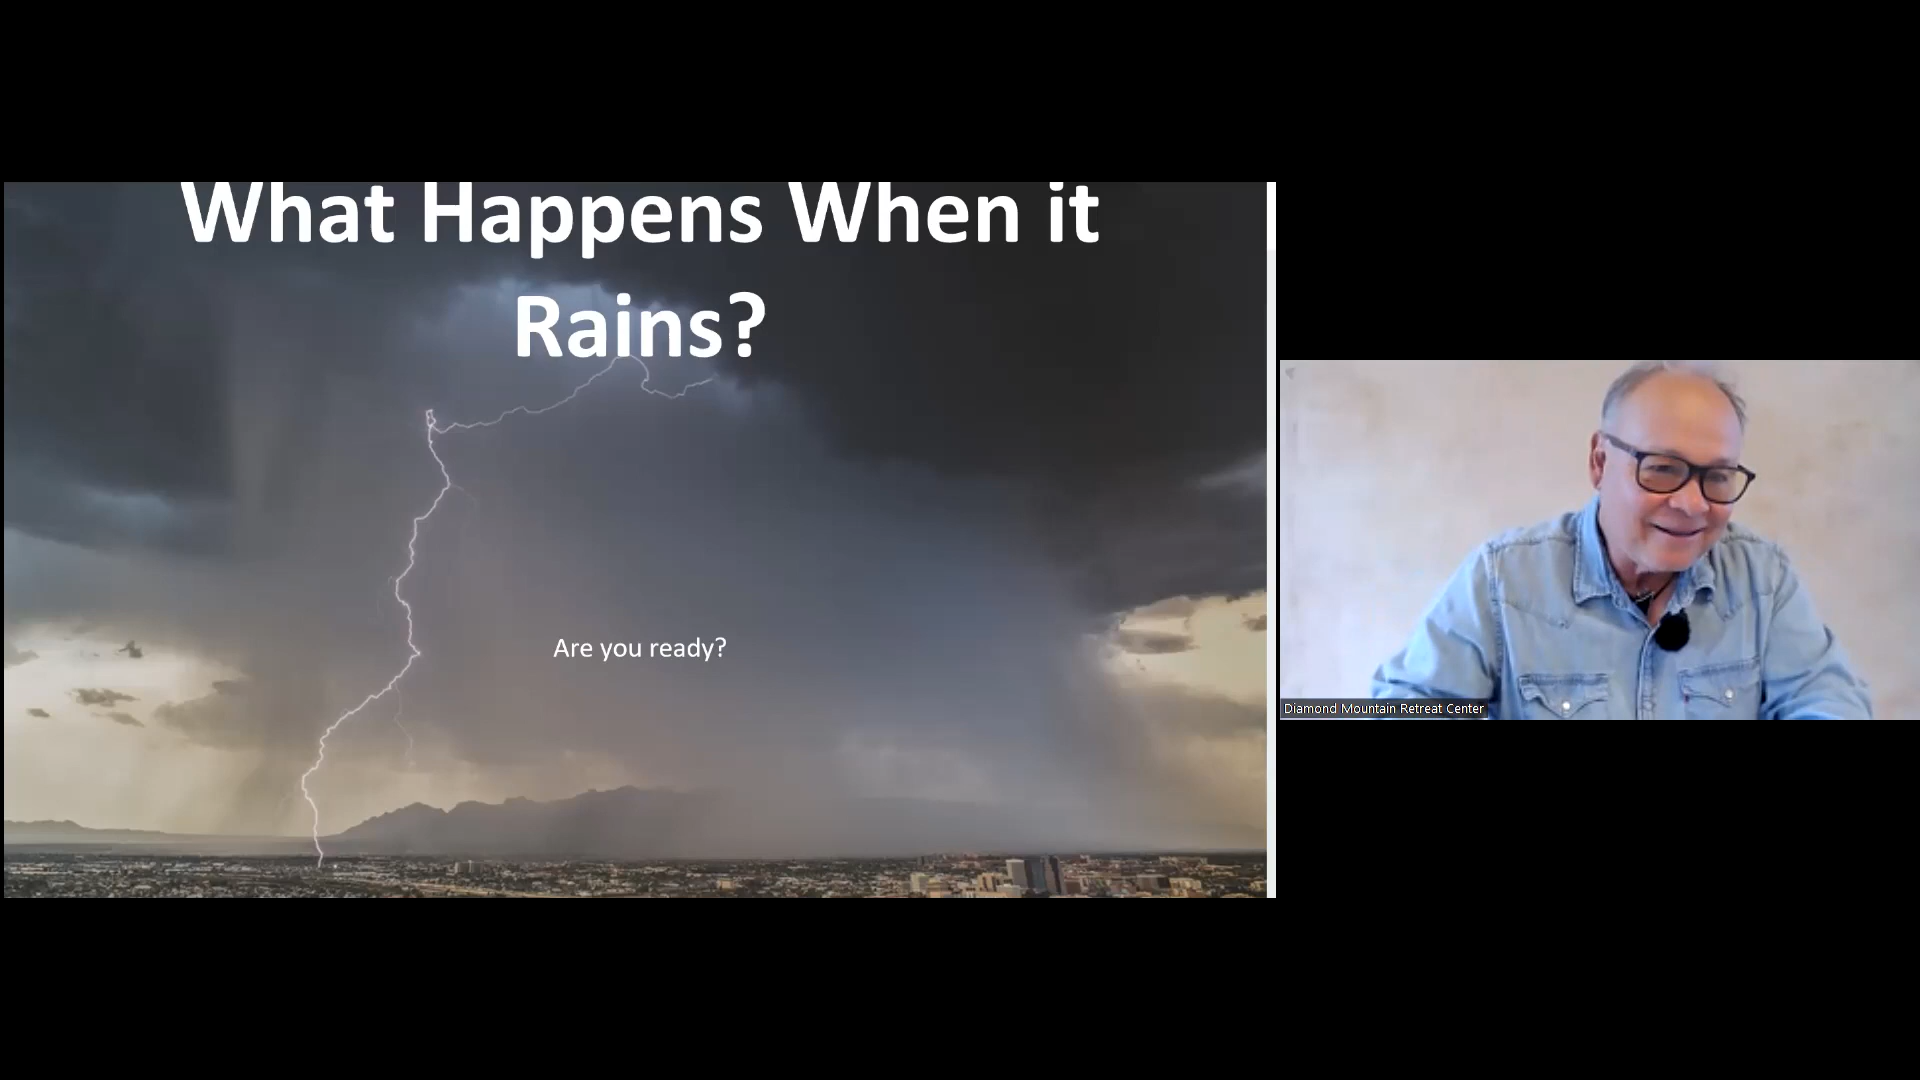 What Happens When it
Rains?
Are you ready?
Diamond Mountain Retreat Center